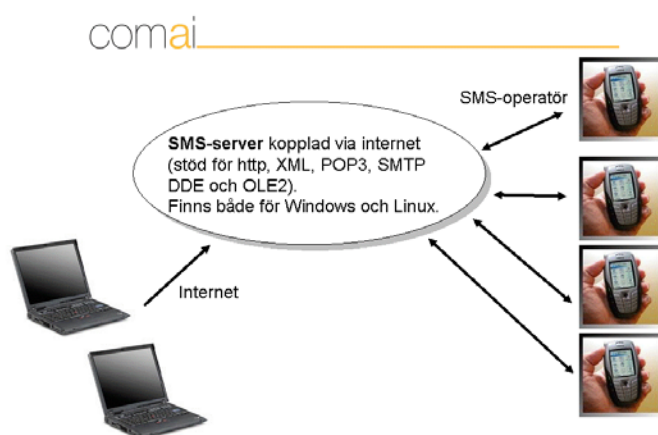 comai
SMS-operatör
SMS-server kopplad via internet
(stöd för http, XML, POP3, SMTP
DDE och OLE2).
Finns både för Windows och Linux.
Internet